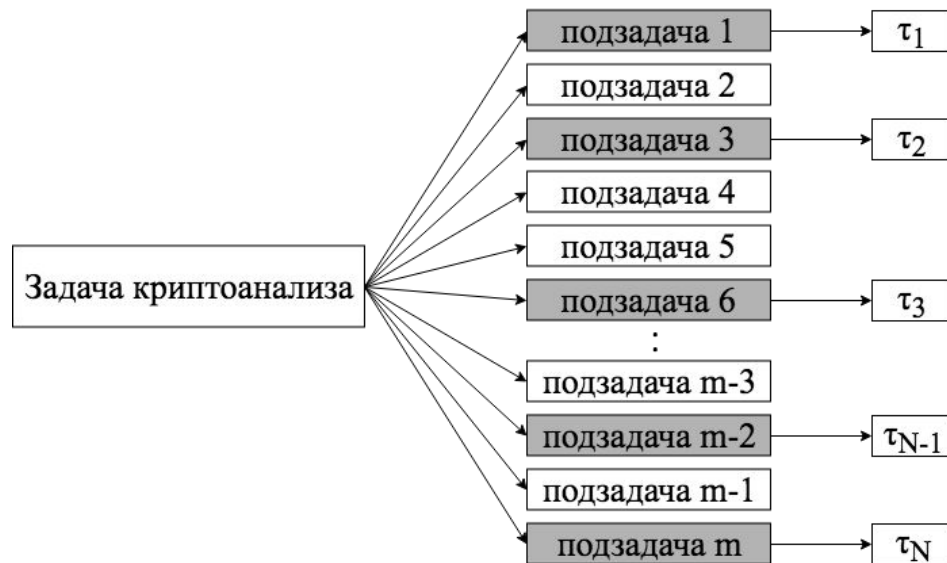 подзадача 1 τ1
подзадача 2
подзадача 3 τ2
подзадача 4
подзадача 5
Задача криптоанализа
подзадача 6 τ3
⋮
подзадача m-3
подзадача m-2 τN-1
подзадача m-1
подзадача m τN